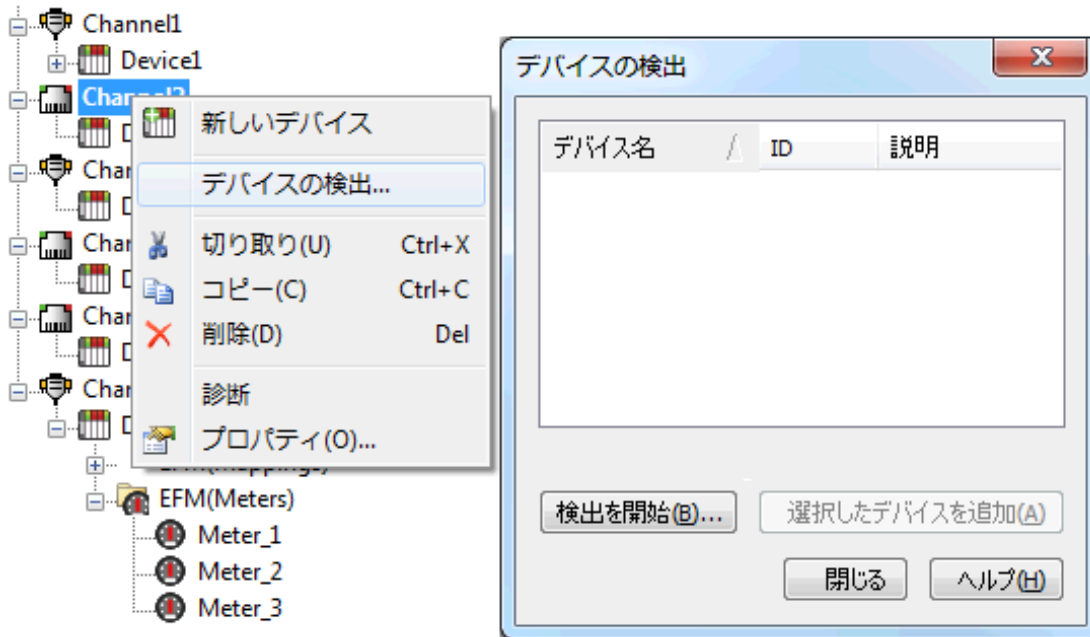 Channel1
Device1
新しいデバイス
デバイスの検出...
切り取り(U) Ctrl+X
コピー(C) Ctrl+C
削除(D) Del
診断
プロパティ(O)...
EFM(Meters)
Meter_1
Meter_2
Meter_3
デバイスの検出
デバイス名 ID 説明
検出を開始(B)... 選択したデバイスを追加(A)
閉じる ヘルプ(H)